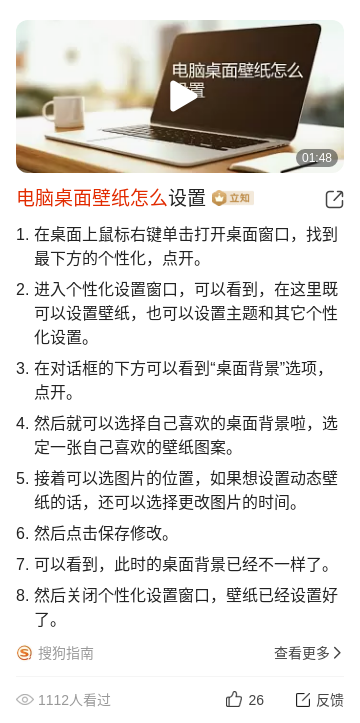 电脑桌面壁纸怎么
设置
01:48
电脑桌面壁纸怎么设置 立知
1. 在桌面上鼠标右键单击打开桌面窗口，找到
最下方的个性化，点开。
2. 进入个性化设置窗口，可以看到，在这里既
可以设置壁纸，也可以设置主题和其它个性
化设置。
3. 在对话框的下方可以看到“桌面背景”选项，
点开。
4. 然后就可以选择自己喜欢的桌面背景啦，选
定一张自己喜欢的壁纸图案。
5. 接着可以选图片的位置，如果想设置动态壁
纸的话，还可以选择更改图片的时间。
6. 然后点击保存修改。
7. 可以看到，此时的桌面背景已经不一样了。
8. 然后关闭个性化设置窗口，壁纸已经设置好
了。
搜狗指南 查看更多
1112人看过 26 反馈